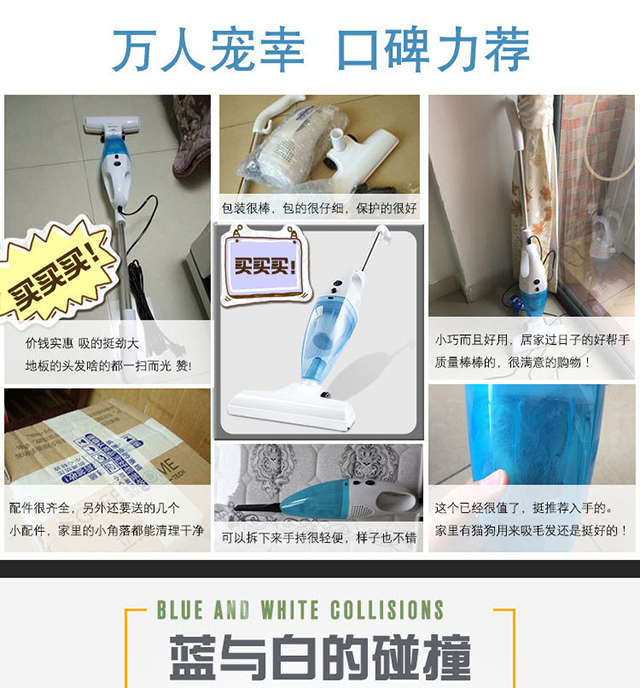 万人宠幸 口碑力荐
包装很棒，包的很仔细，保护的很好
买买买！
买买买！
价钱实惠 吸的挺劲大
地板的头发啥的都一扫而光 赞!
小巧而且好用，居家过日子的好帮手
质量棒棒的，很满意的购物！
配件很齐全，另外还要送的几个
小配件，家里的小角落都能清理干净
可以拆下来手持很轻便，样子也不错
这个已经很值了，挺推荐入手的。
家里有猫狗用来吸毛发还是挺好的！
BLUE AND WHITE COLLISIONS
蓝与白的碰撞